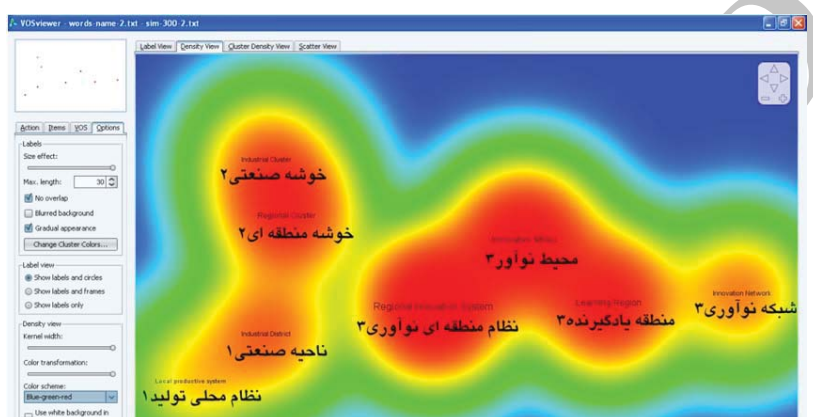 VOSviewer - words-name-2.txt - sim-300-2.txt
Label View Density View Cluster Density View Scatter View
Action Items VOS Options
Labels
Size effect:
Max. length: 30
No overlap
Blurred background
Gradual appearance
Change Cluster Colors...
Label view
Show labels and circles
Show labels and frames
Show labels only
Density view
Kernel width:
Color transformation:
Color scheme:
Blue-green-red
Use white background in
Industrial Cluster
خوشه صنعتی۲
Regional Cluster
خوشه منطقه ای۲
Industrial District
ناحیه صنعتی۱
Local productive system
نظام محلی تولید۱
Innovative Milieu
محیط نوآور۳
Regional Innovation System
نظام منطقه ای نوآوری۳
Learning Region
منطقه یادگیرنده۳
Innovation Network
شبکه نوآوری۳